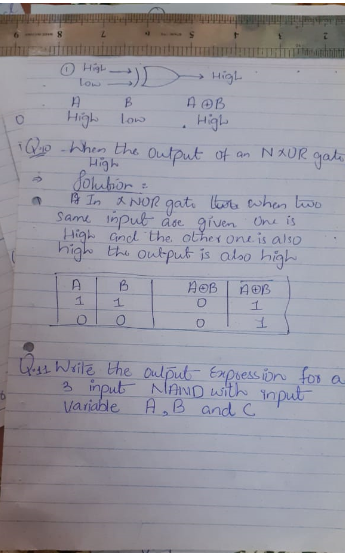 ① High → High
Low
A B A ⊕ B
High Low High
Q.10 When the output of an NXOR gate
High
Solution =
In XNOR gate when two
same input are given one is
High and the other one is also
high the output is also high
A B A⊕B A⊕B
1 1 0 1
0 0 0 1
Q.11 Write the output Expression for a
3 input NAND with input
variable A, B and C